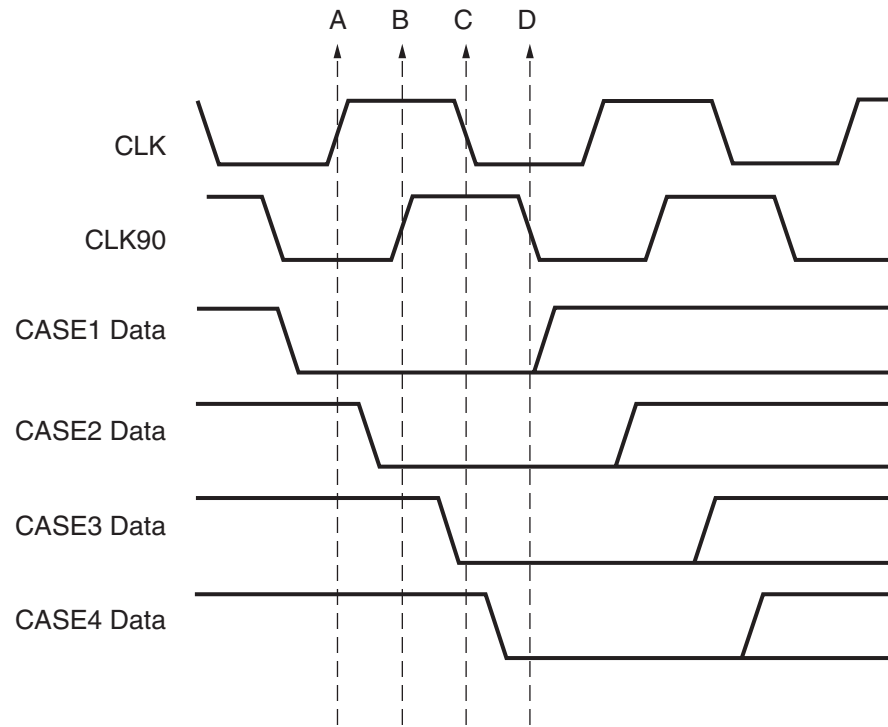 A B C D
CLK
CLK90
CASE1 Data
CASE2 Data
CASE3 Data
CASE4 Data